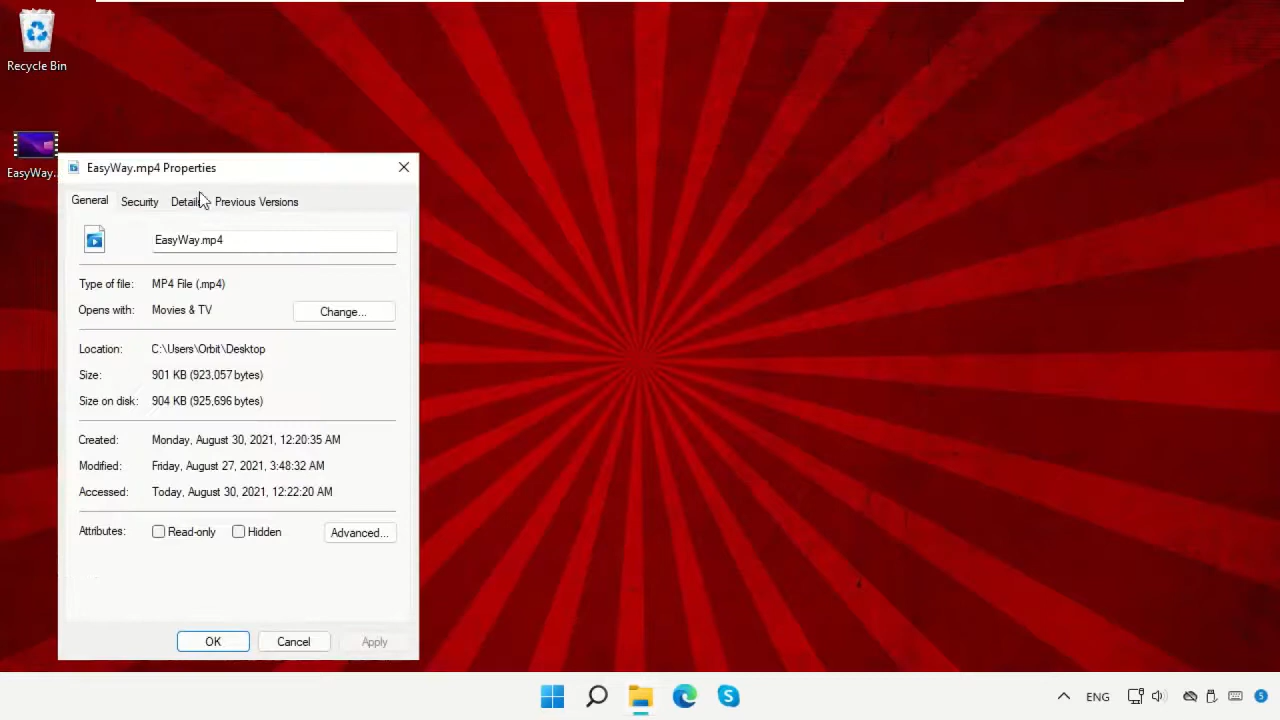 Recycle Bin
EasyWay..
EasyWay.mp4 Properties
General Security Details Previous Versions
EasyWay.mp4
Type of file: MP4 File (.mp4)
Opens with: Movies & TV Change...
Location: C:\Users\Orbit\Desktop
Size: 901 KB (923,057 bytes)
Size on disk: 904 KB (925,696 bytes)
Created: Monday, August 30, 2021, 12:20:35 AM
Modified: Friday, August 27, 2021, 3:48:32 AM
Accessed: Today, August 30, 2021, 12:22:20 AM
Attributes: Read-only Hidden Advanced...
OK Cancel Apply
ENG 5